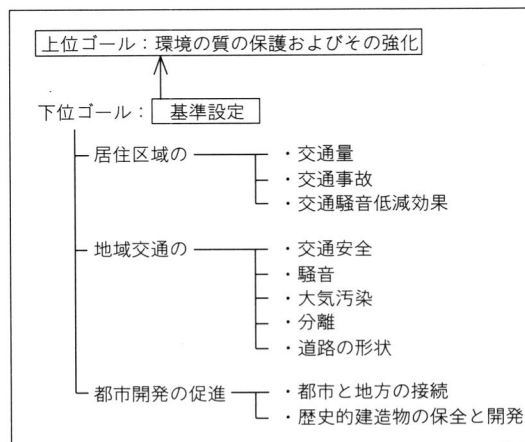 上位ゴール：環境の質の保護およびその強化
下位ゴール：基準設定
居住区域の
・交通量
・交通事故
・交通騒音低減効果
地域交通の
・交通安全
・騒音
・大気汚染
・分離
・道路の形状
都市開発の促進
・都市と地方の接続
・歴史的建造物の保全と開発